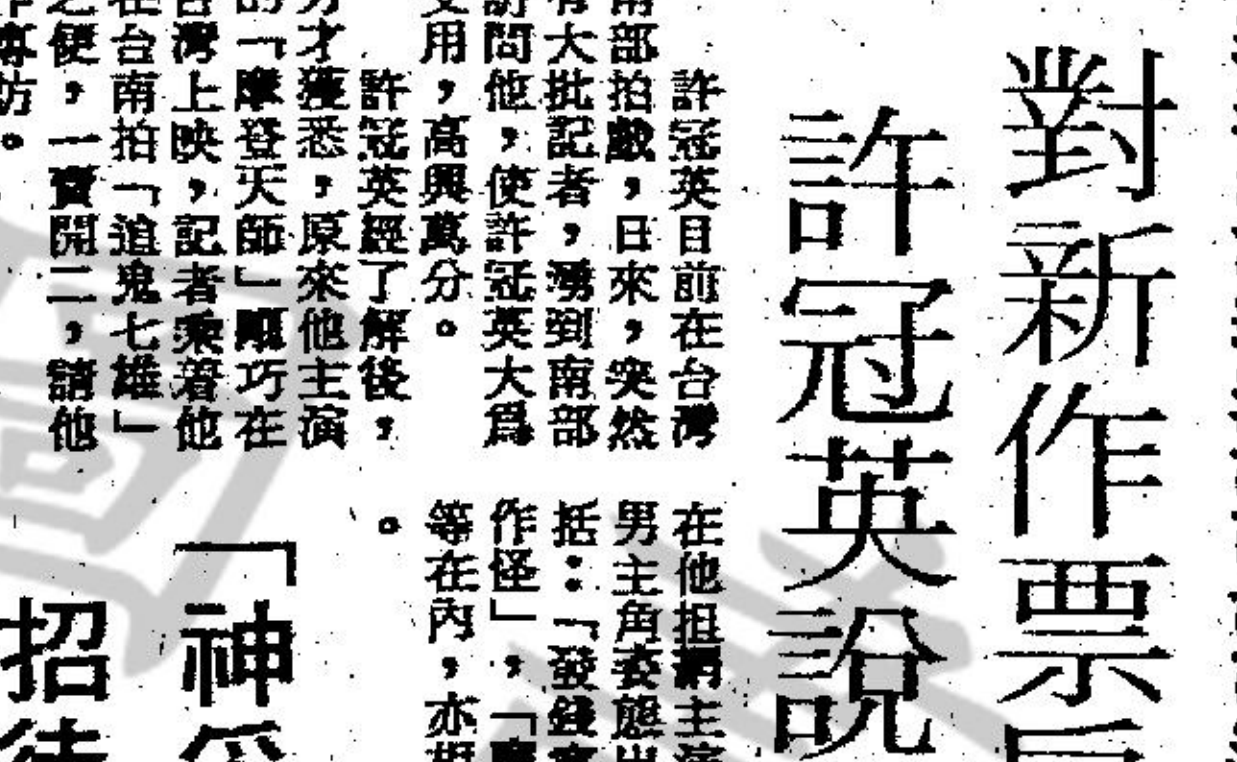 對新作票
許冠英說
許冠英目前在台灣
南部拍戲，日來，突然
有大批記者，湧到南部
訪問他，使許冠英大爲
用，高興萬分。
許冠英經了解後，
方才獲悉，原來他主演
的「摩登天師」剛巧在
台灣上映，記者乘着他
在台南拍「追鬼七雄」
之便，一賣開二，請他
作專訪。
在他担綱主演
男主角表態出
括：「發錢寒
作怪」，「
等在內，亦
。
「神
招待